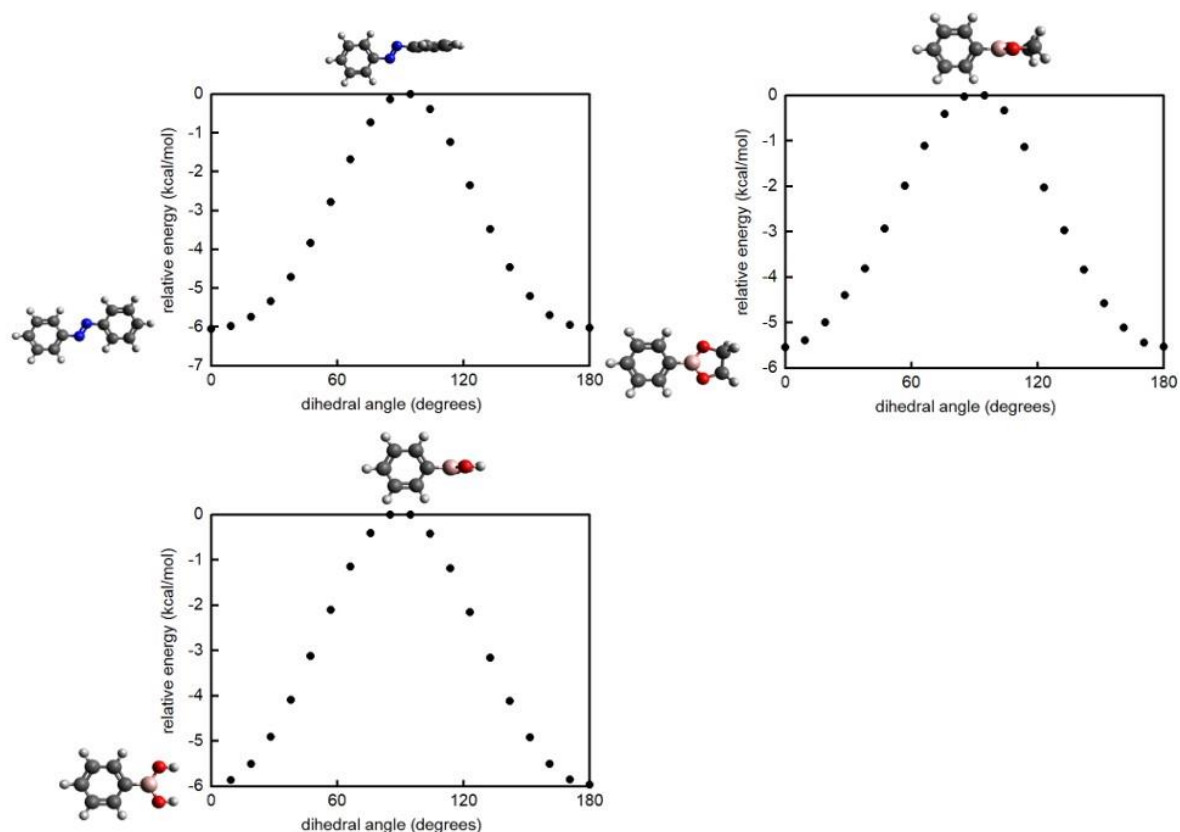 0
-1
-2
-3
-4
-5
-6
-7
relative energy (kcal/mol)
0 60 120 180
dihedral angle (degrees)
0
-1
-2
-3
-4
-5
-6
relative energy (kcal/mol)
0 60 120 180
dihedral angle (degrees)
0
-1
-2
-3
-4
-5
-6
relative energy (kcal/mol)
0 60 120 180
dihedral angle (degrees)